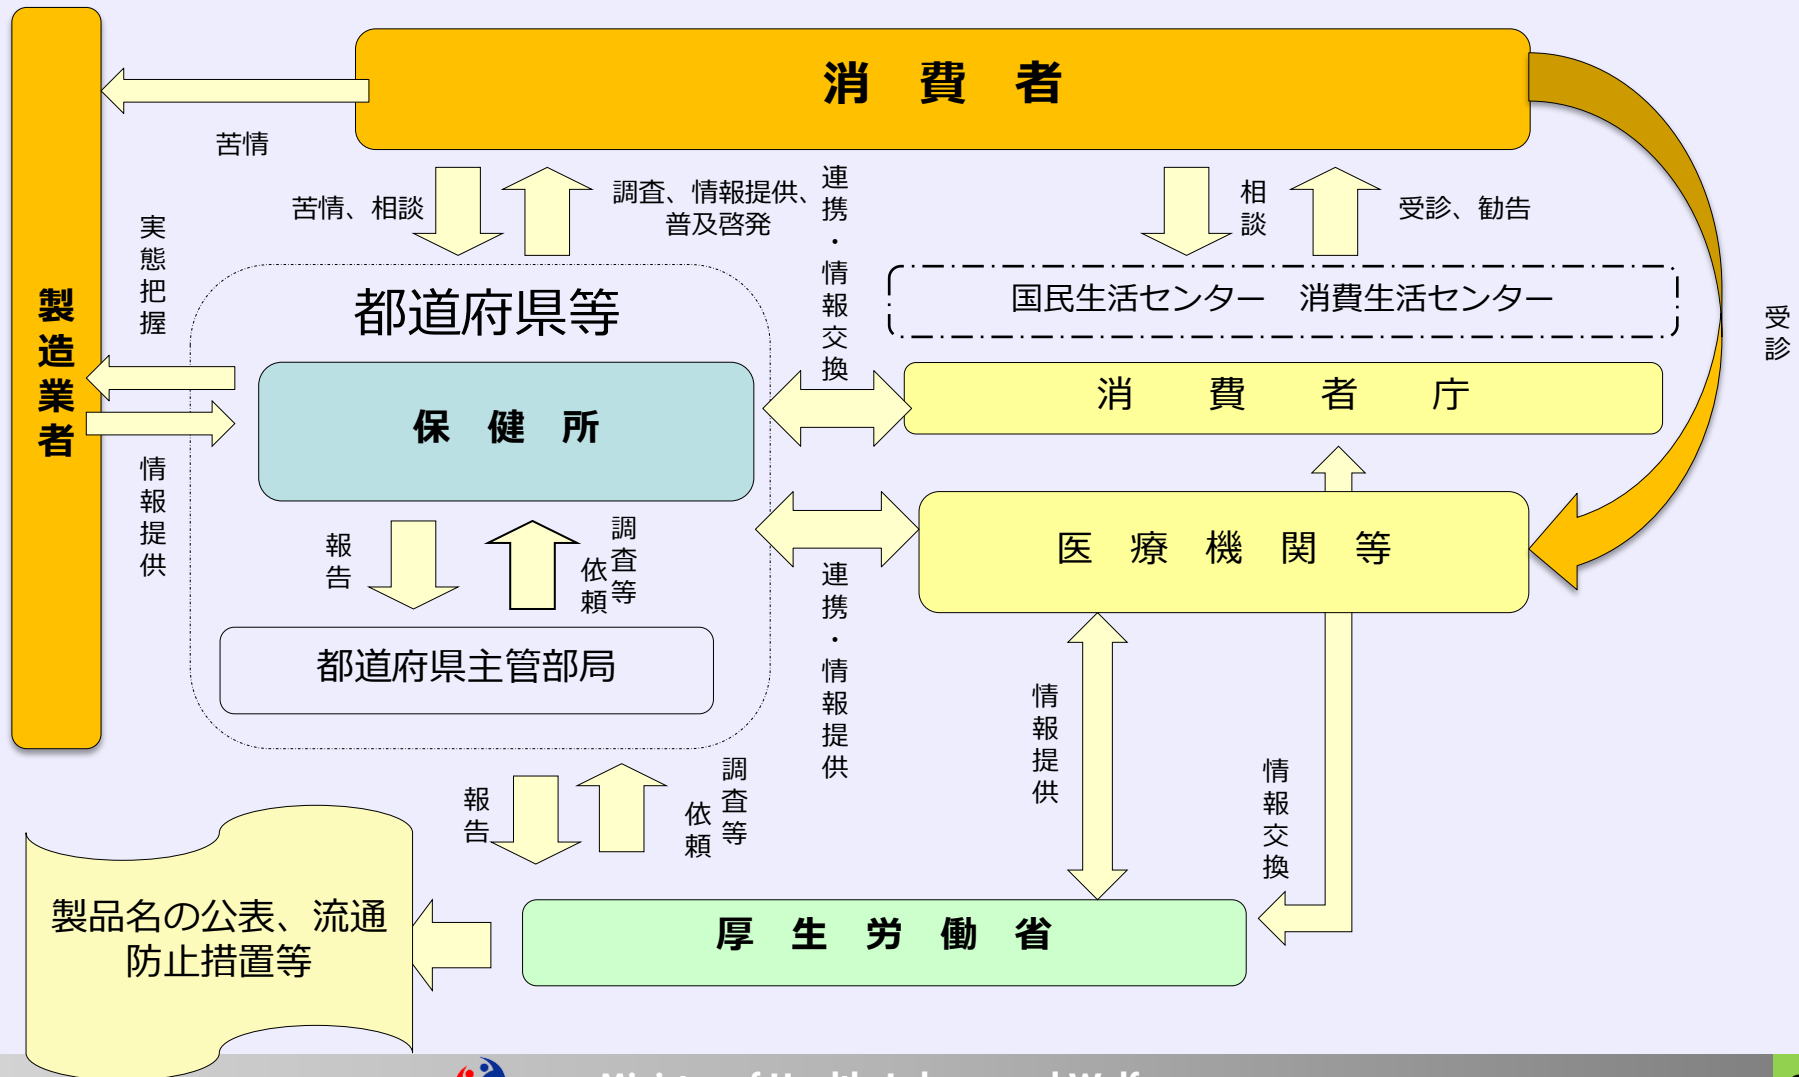 消　費　者
苦情
苦情、相談
調査、情報提供、
普及啓発
連携・情報交換
相談
受診、勧告
実態把握
製造業者
都道府県等
国民生活センター　消費生活センター
受診
消　費　者　庁
保　健　所
情報提供
医　療　機　関　等
報告
調査等
依頼
連携・情報提供
都道府県主管部局
情報提供
情報交換
報告
調査等
依頼
製品名の公表、流通
防止措置等
厚　生　労　働　省